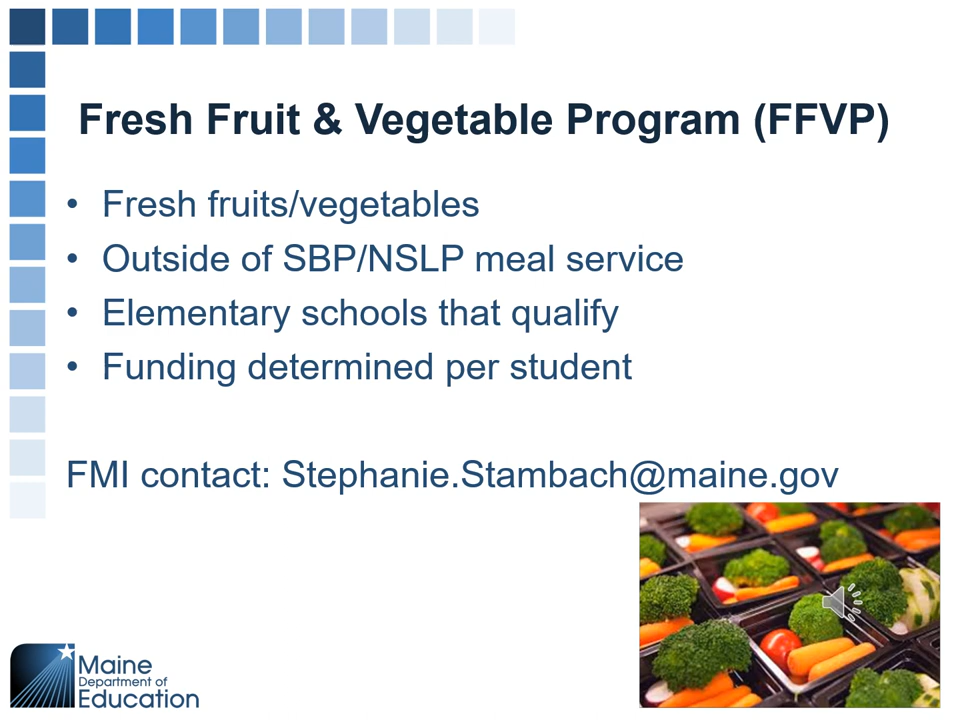 Fresh Fruit & Vegetable Program (FFVP)
• Fresh fruits/vegetables
• Outside of SBP/NSLP meal service
• Elementary schools that qualify
• Funding determined per student
FMI contact: Stephanie.Stambach@maine.gov
Maine
Department of
Education